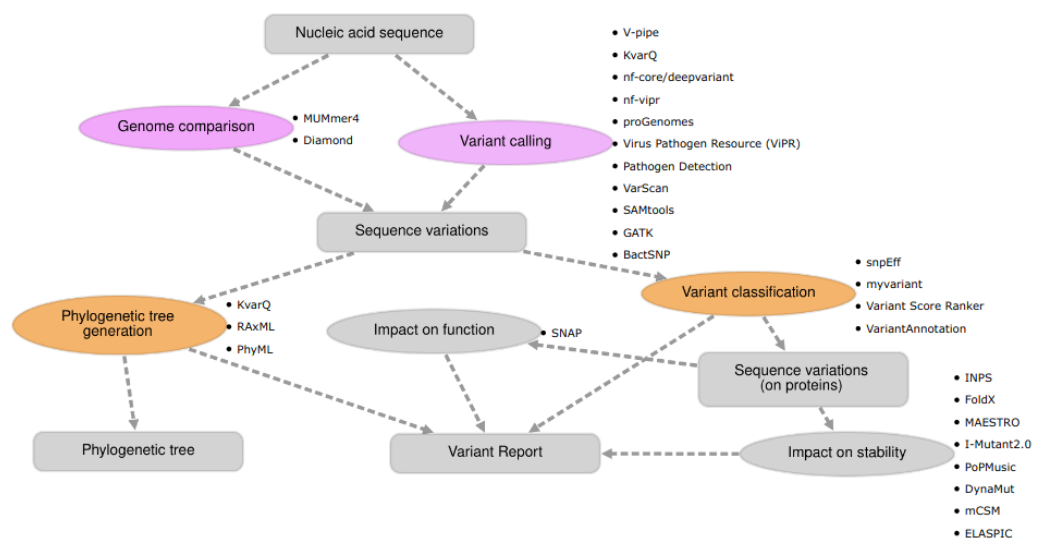 Nucleic acid sequence
Genome comparison
• MUMmer4
• Diamond
Variant calling
• V-pipe
• KvarQ
• nf-core/deepvariant
• nf-vipr
• proGenomes
• Virus Pathogen Resource (ViPR)
• Pathogen Detection
• VarScan
• SAMtools
• GATK
• BactSNP
Sequence variations
Phylogenetic tree
generation
• KvarQ
• RAxML
• PhyML
Impact on function
• SNAP
Variant classification
• snpEff
• myvariant
• Variant Score Ranker
• VariantAnnotation
Sequence variations
(on proteins)
Phylogenetic tree
Variant Report
Impact on stability
• INPS
• FoldX
• MAESTRO
• I-Mutant2.0
• PoPMusic
• DynaMut
• mCSM
• ELASPIC